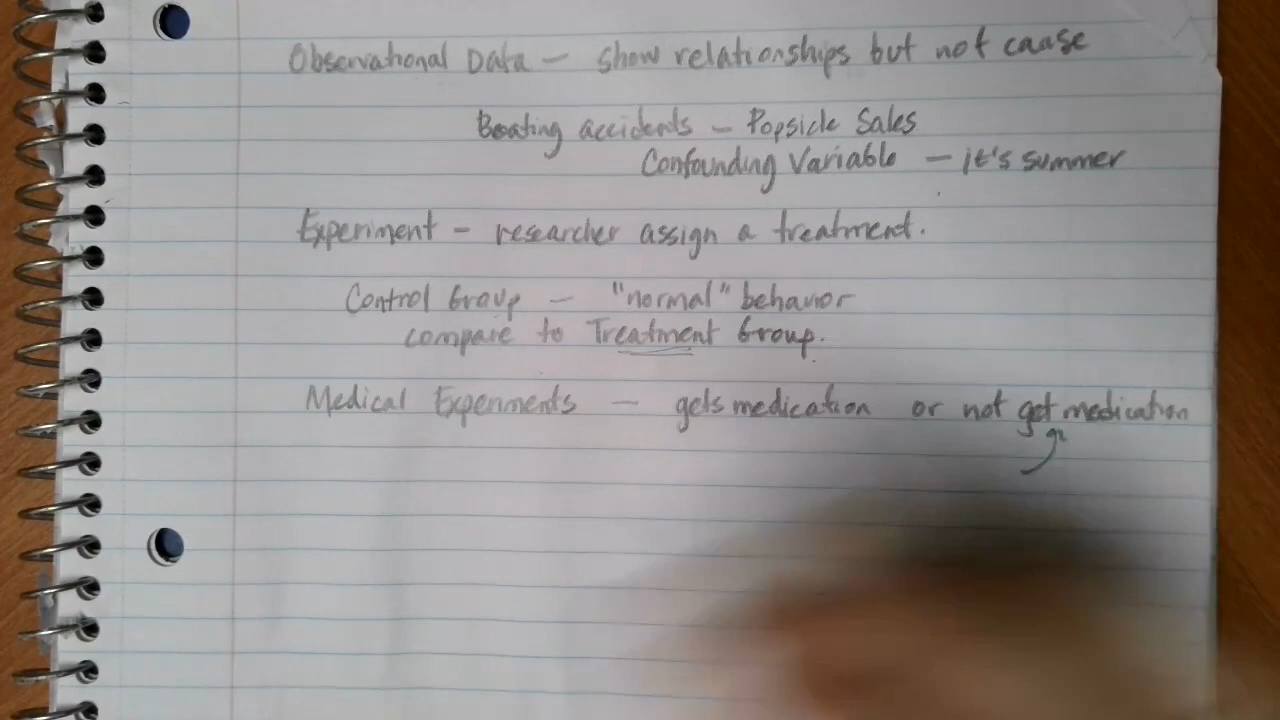 Observational Data — show relationships but not cause
Boating accidents — Popsicle Sales
Confounding Variable — it's summer
Experiment — researcher assign a treatment.
Control Group — "normal" behavior
compare to Treatment Group.
Medical Experiments — gets medication or not get medication